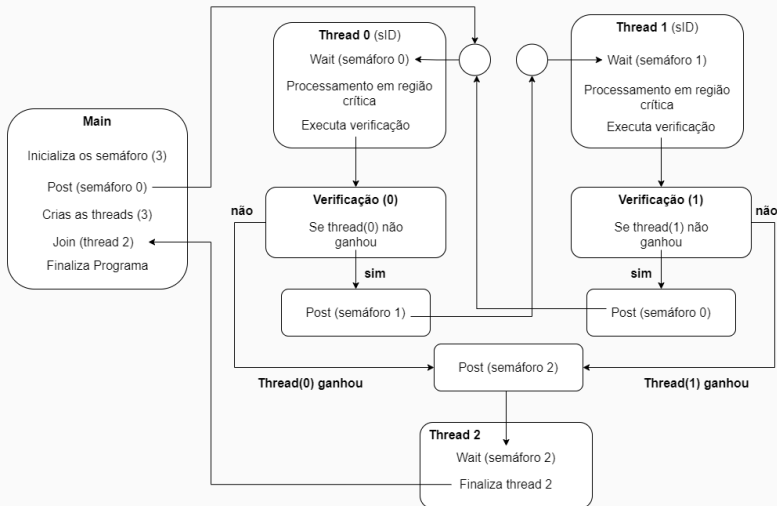 Main
Inicializa os semáforo (3)
Post (semáforo 0)
Crias as threads (3)
Join (thread 2)
Finaliza Programa
Thread 0 (sID)
Wait (semáforo 0)
Processamento em região
crítica
Executa verificação
Thread 1 (sID)
Wait (semáforo 1)
Processamento em região
crítica
Executa verificação
não
Verificação (0)
Se thread(0) não
ganhou
sim
Post (semáforo 1)
Verificação (1)
Se thread(1) não
ganhou
não
sim
Post (semáforo 0)
Thread(0) ganhou
Post (semáforo 2)
Thread(1) ganhou
Thread 2
Wait (semáforo 2)
Finaliza thread 2